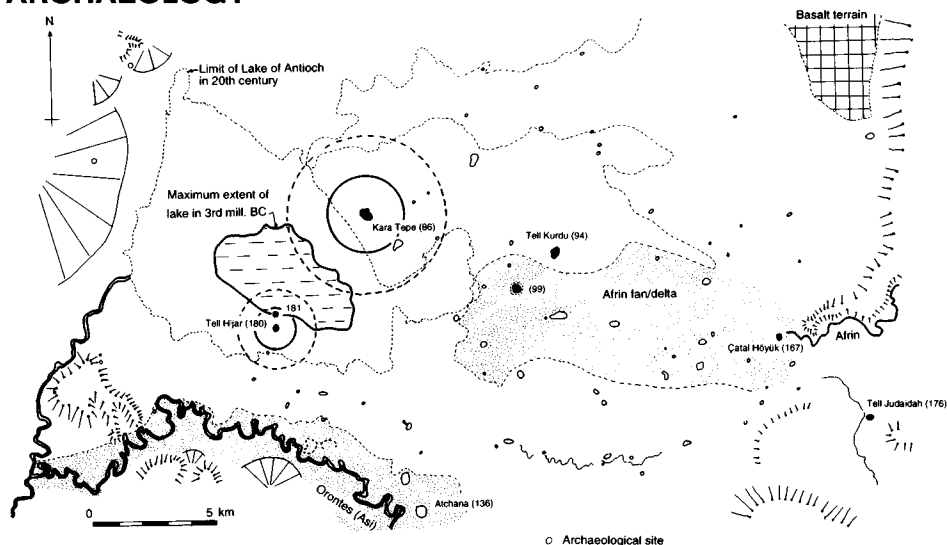 ARCHAEOLOGY
N
Basalt terrain
Limit of Lake of Antioch
in 20th century
Maximum extent of
lake in 3rd mill. BC
Kara Tepe (86)
Tell Kurdu (94)
(99)
Afrin fan/delta
181
Tell Hijar (180)
Afrin
Çatal Höyük (167)
Tell Judaidah (176)
Orontes (Asi)
Atchana (136)
0 5 km
Archaeological site